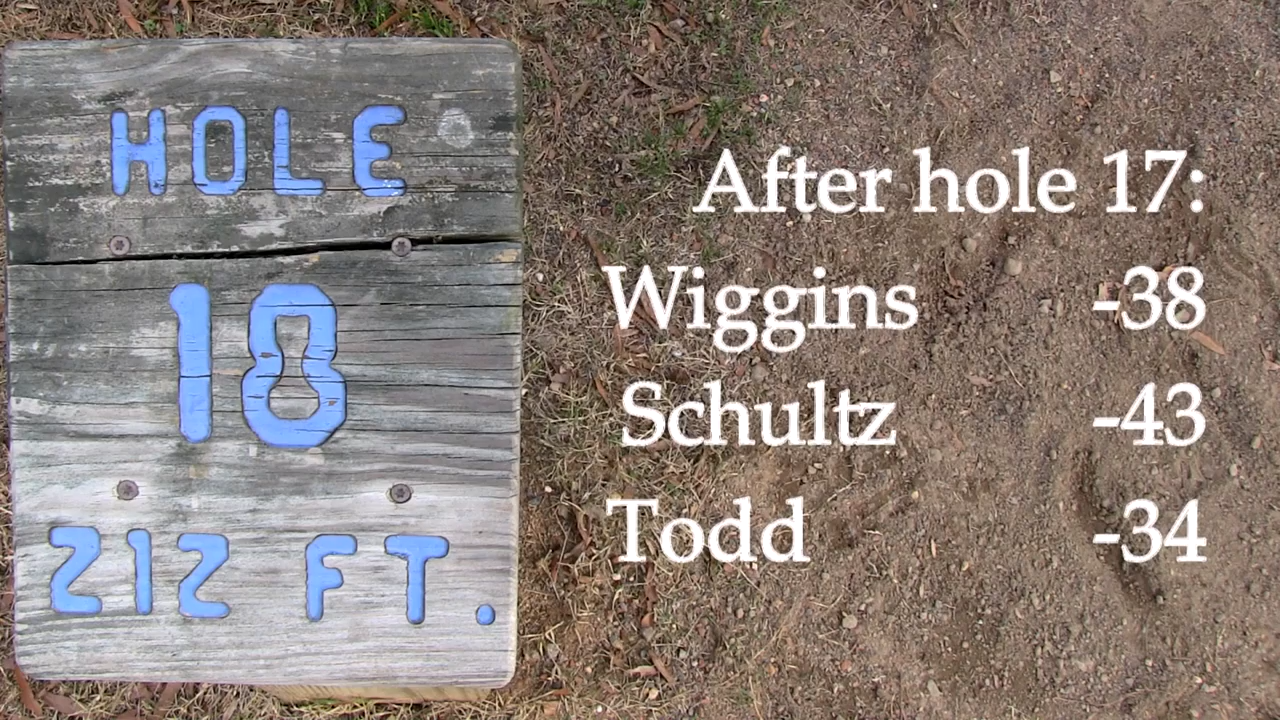 HOLE
18
212 FT.
After hole 17:
Wiggins -38
Schultz -43
Todd -34